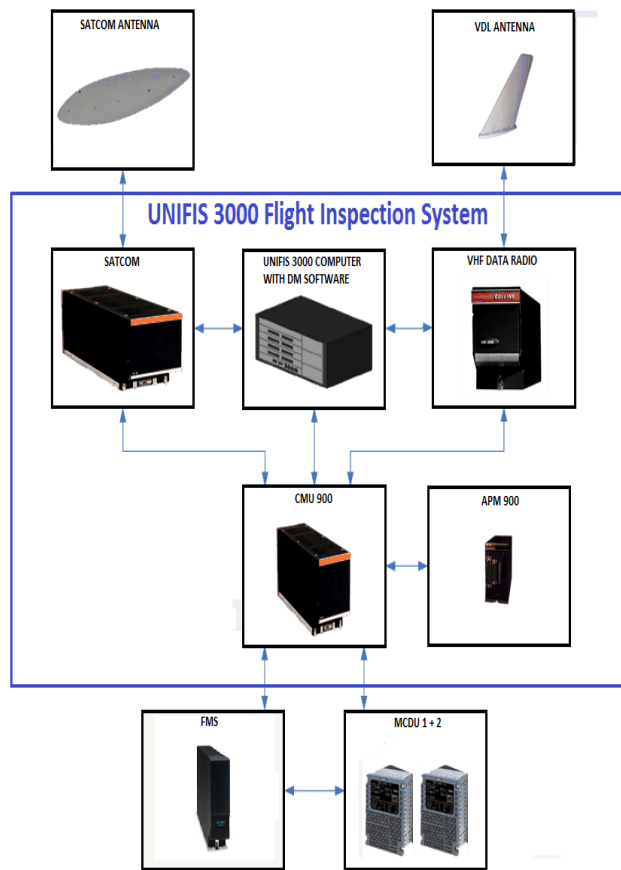 SATCOM ANTENNA
VDL ANTENNA
UNIFIS 3000 Flight Inspection System
SATCOM
UNIFIS 3000 COMPUTER
WITH DM SOFTWARE
VHF DATA RADIO
COLLINS
CMU 900
APM 900
FMS
MCDU 1 + 2